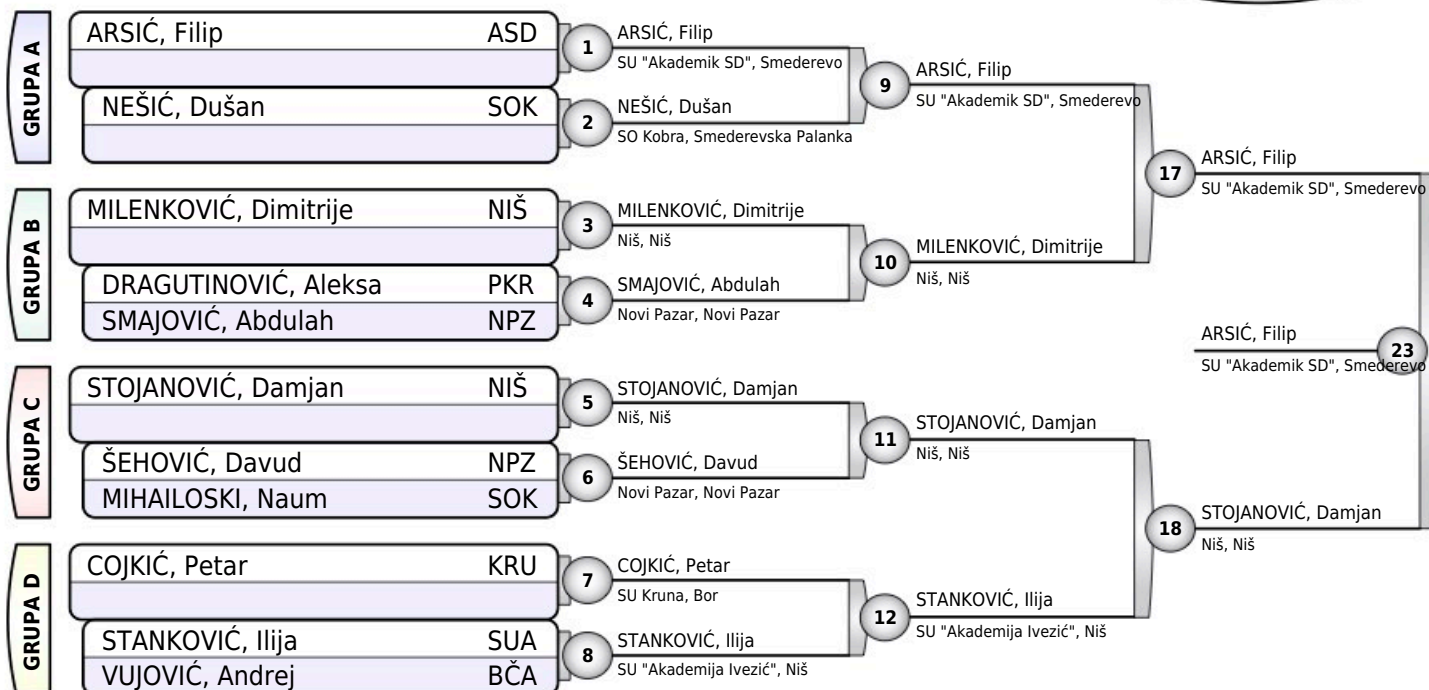 GRUPA A
ARSIĆ, Filip ASD
NEŠIĆ, Dušan SOK
GRUPA B
MILENKOVIĆ, Dimitrije NIŠ
DRAGUTINOVIĆ, Aleksa PKR
SMAJOVIĆ, Abdulah NPZ
GRUPA C
STOJANOVIĆ, Damjan NIŠ
ŠEHOVIĆ, Davud NPZ
MIHAILOSKI, Naum SOK
GRUPA D
COJKIĆ, Petar KRU
STANKOVIĆ, Ilija SUA
VUJOVIĆ, Andrej BČA
1
ARSIĆ, Filip
SU "Akademik SD", Smederevo
2
NEŠIĆ, Dušan
SO Kobra, Smederevska Palanka
3
MILENKOVIĆ, Dimitrije
Niš, Niš
4
SMAJOVIĆ, Abdulah
Novi Pazar, Novi Pazar
5
STOJANOVIĆ, Damjan
Niš, Niš
6
ŠEHOVIĆ, Davud
Novi Pazar, Novi Pazar
7
COJKIĆ, Petar
SU Kruna, Bor
8
STANKOVIĆ, Ilija
SU "Akademija Ivezić", Niš
9
ARSIĆ, Filip
SU "Akademik SD", Smederevo
10
MILENKOVIĆ, Dimitrije
Niš, Niš
11
STOJANOVIĆ, Damjan
Niš, Niš
12
STANKOVIĆ, Ilija
SU "Akademija Ivezić", Niš
17
ARSIĆ, Filip
SU "Akademik SD", Smederevo
18
STOJANOVIĆ, Damjan
Niš, Niš
ARSIĆ, Filip
23
SU "Akademik SD", Smederevo